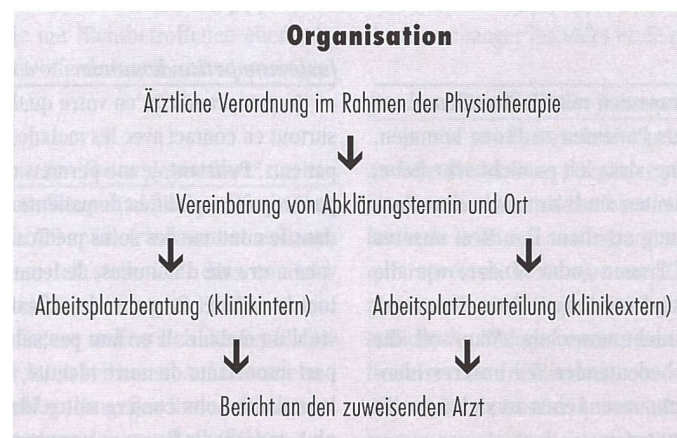 Organisation
Ärztliche Verordnung im Rahmen der Physiotherapie
Vereinbarung von Abklärungstermin und Ort
Arbeitsplatzberatung (klinikintern) Arbeitsplatzbeurteilung (klinikextern)
Bericht an den zuweisenden Arzt